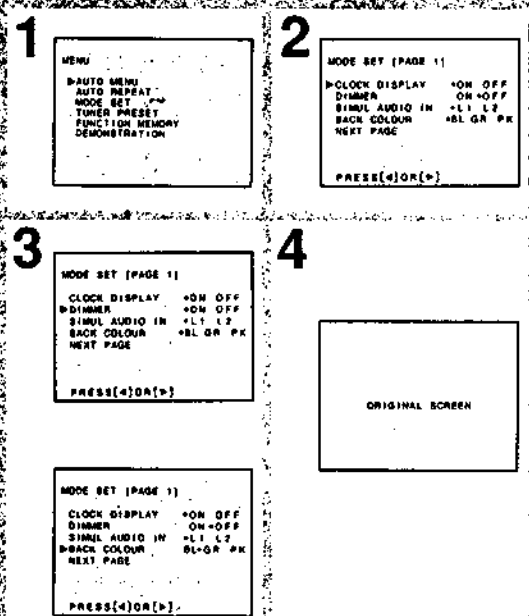 1
MENU
▶AUTO MENU
AUTO REPEAT
MODE SET
TUNER PRESET
FUNCTION MEMORY
DEMONSTRATION
2
MODE SET [PAGE 1]
▶CLOCK DISPLAY •ON OFF
DIMMER ON •OFF
SIMUL AUDIO IN •L1 L2
BACK COLOUR •BL GR PK
NEXT PAGE
PRESS[◀]OR[▶]
3
MODE SET [PAGE 1]
CLOCK DISPLAY •ON OFF
▶DIMMER •ON OFF
SIMUL AUDIO IN •L1 L2
BACK COLOUR •BL GR PK
NEXT PAGE
PRESS[◀]OR[▶]
MODE SET [PAGE 1]
CLOCK DISPLAY •ON OFF
DIMMER ON •OFF
SIMUL AUDIO IN •L1 L2
▶BACK COLOUR BL •GR PK
NEXT PAGE
PRESS[◀]OR[▶]
4
ORIGINAL SCREEN